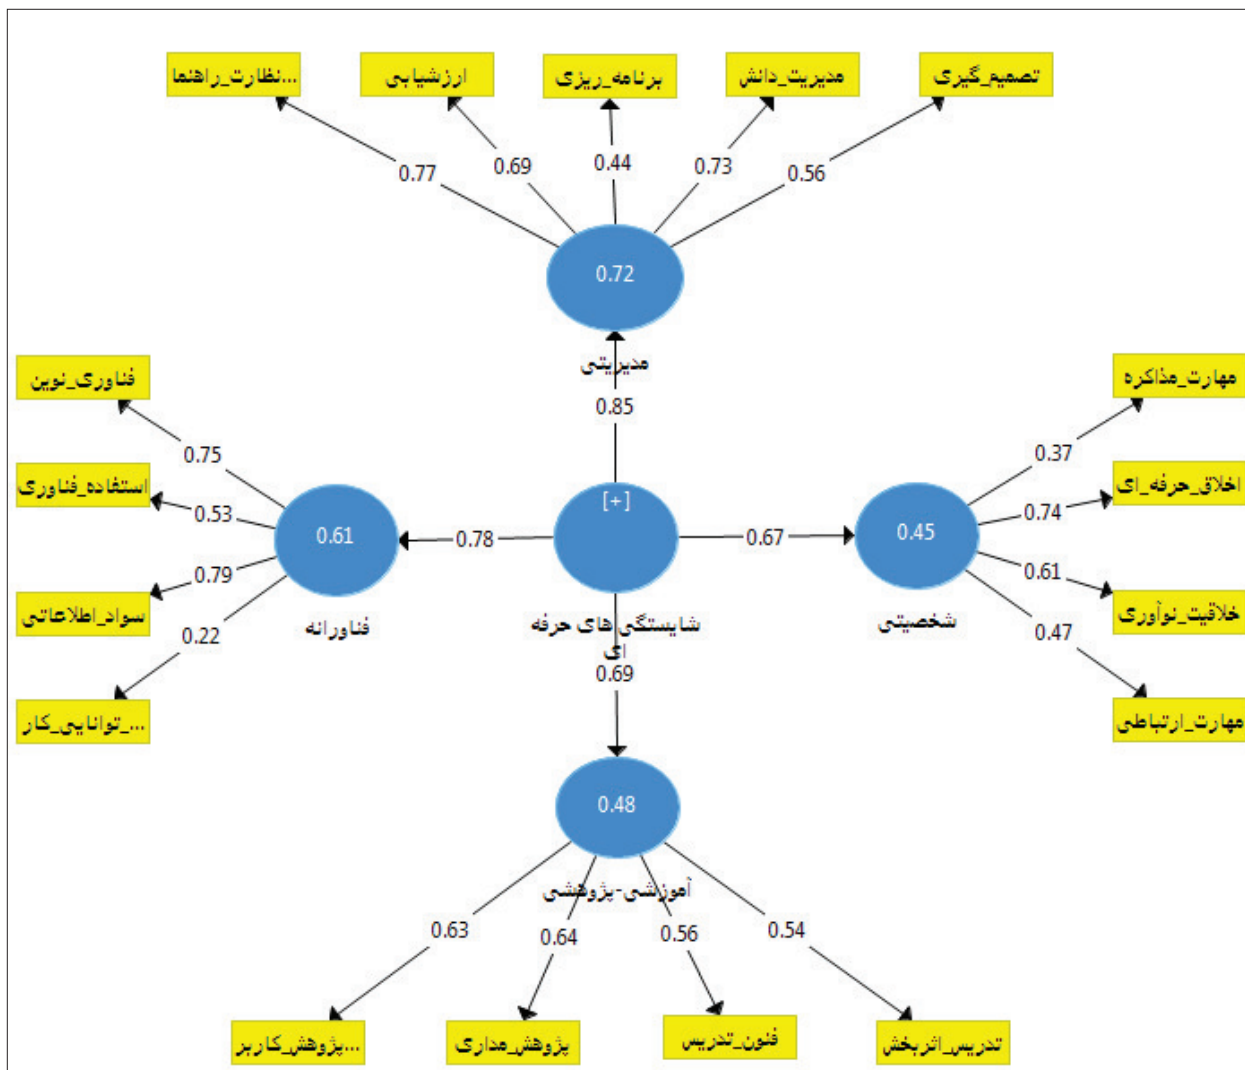 نظارت_راهنما...
ارزشیابی
برنامه_ریزی
مدیریت_دانش
تصمیم_گیری
0.77
0.69
0.44
0.73
0.56
0.72
مدیریتی
0.85
فناوری_نوین
استفاده_فناوری
سواد_اطلاعاتی
توانایی_کار_...
0.75
0.53
0.79
0.22
0.61
فناورانه
0.78
[+]
شایستگی های حرفه
ای
0.67
0.45
شخصیتی
مهارت_مذاکره
اخلاق_حرفه_ای
خلاقیت_نوآوری
مهارت_ارتباطی
0.37
0.74
0.61
0.47
0.69
0.48
آموزشی-پژوهشی
0.63
0.64
0.56
0.54
پژوهش_کاربر...
پژوهش_مداری
فنون_تدریس
تدریس_اثربخش